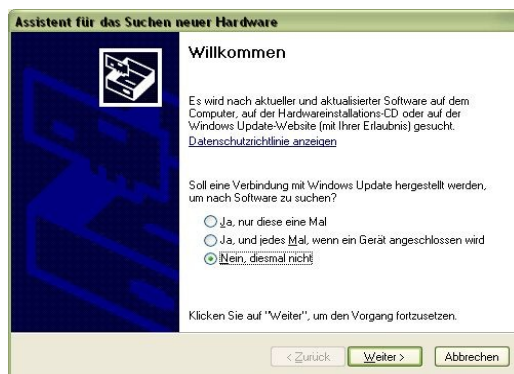 Assistent für das Suchen neuer Hardware
Willkommen
Es wird nach aktueller und aktualisierter Software auf dem
Computer, auf der Hardwareinstallations-CD oder auf der
Windows Update-Website (mit Ihrer Erlaubnis) gesucht.
Datenschutzrichtlinie anzeigen
Soll eine Verbindung mit Windows Update hergestellt werden,
um nach Software zu suchen?
Ja, nur diese eine Mal
Ja, und jedes Mal, wenn ein Gerät angeschlossen wird
Nein, diesmal nicht
Klicken Sie auf "Weiter", um den Vorgang fortzusetzen.
< Zurück Weiter > Abbrechen